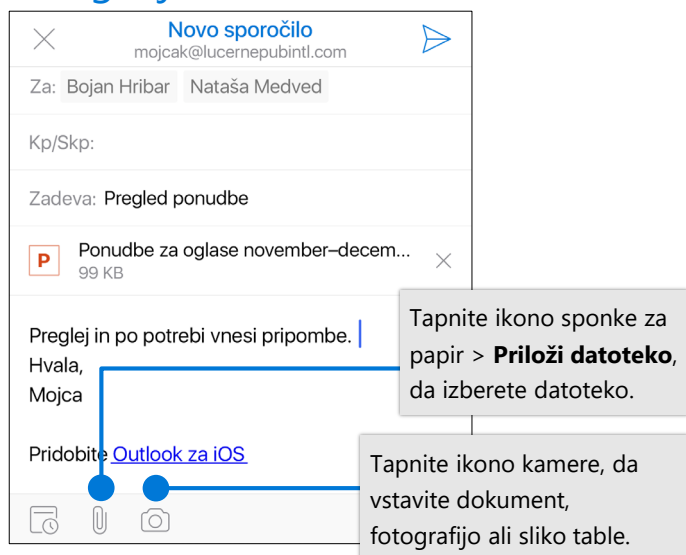 Novo sporočilo
mojcak@lucernepubintl.com
Za: Bojan Hribar Nataša Medved
Kp/Skp:
Zadeva: Pregled ponudbe
P Ponudbe za oglase november–decem...
99 KB
Preglej in po potrebi vnesi pripombe.
Hvala,
Mojca
Tapnite ikono sponke za
papir > Priloži datoteko,
da izberete datoteko.
Pridobite Outlook za iOS
Tapnite ikono kamere, da
vstavite dokument,
fotografijo ali sliko table.